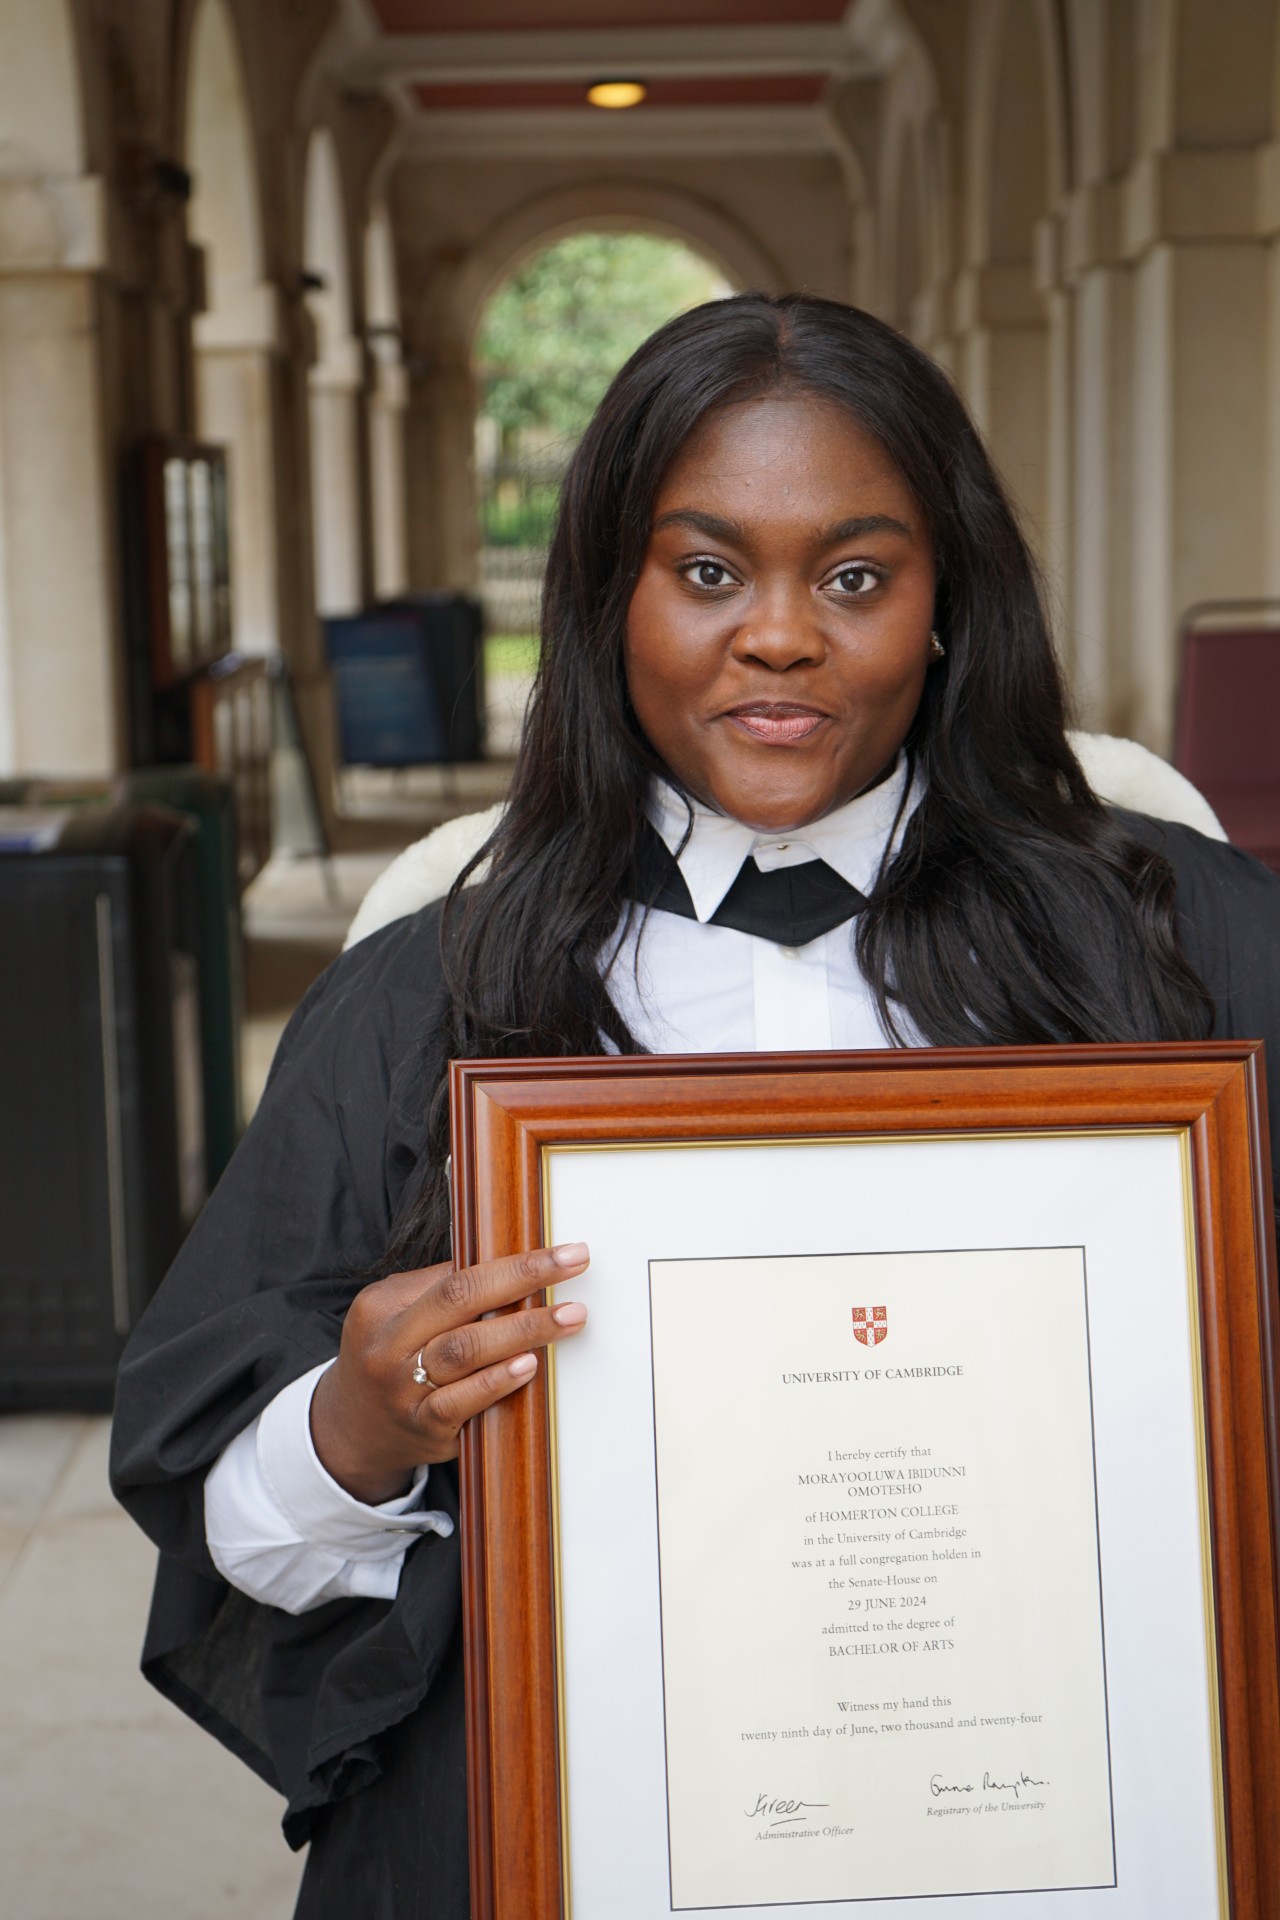 UNIVERSITY OF CAMBRIDGE
I hereby certify that
MORAYOOLUWA IBIDUNNI
OMOTESHO
of HOMERTON COLLEGE
in the University of Cambridge
was at a full congregation holden in
the Senate-House on
29 JUNE 2024
admitted to the degree of
BACHELOR OF ARTS
Witness my hand this
twenty ninth day of June, two thousand and twenty-four
Administrative Officer
Registrary of the University